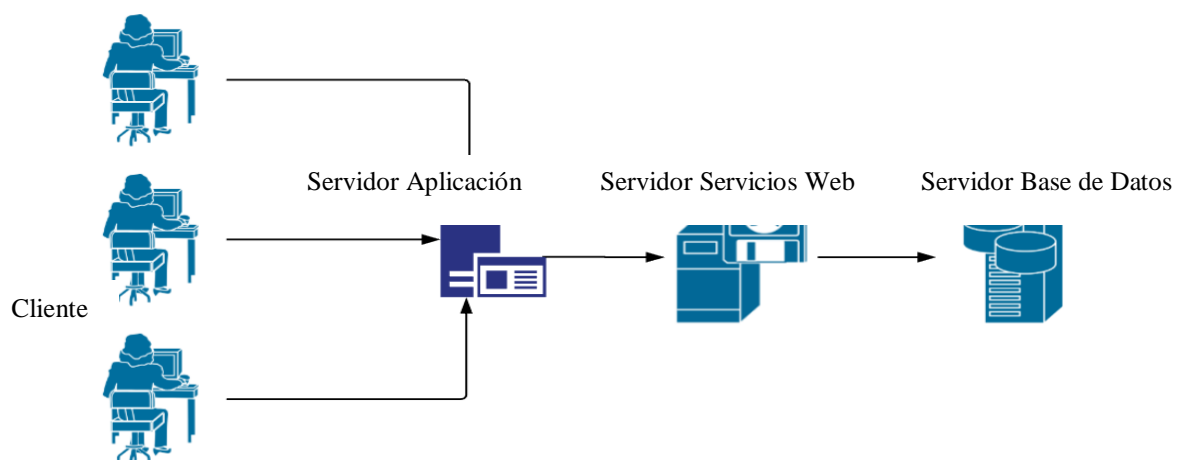 Servidor Aplicación
Servidor Servicios Web
Servidor Base de Datos
Cliente